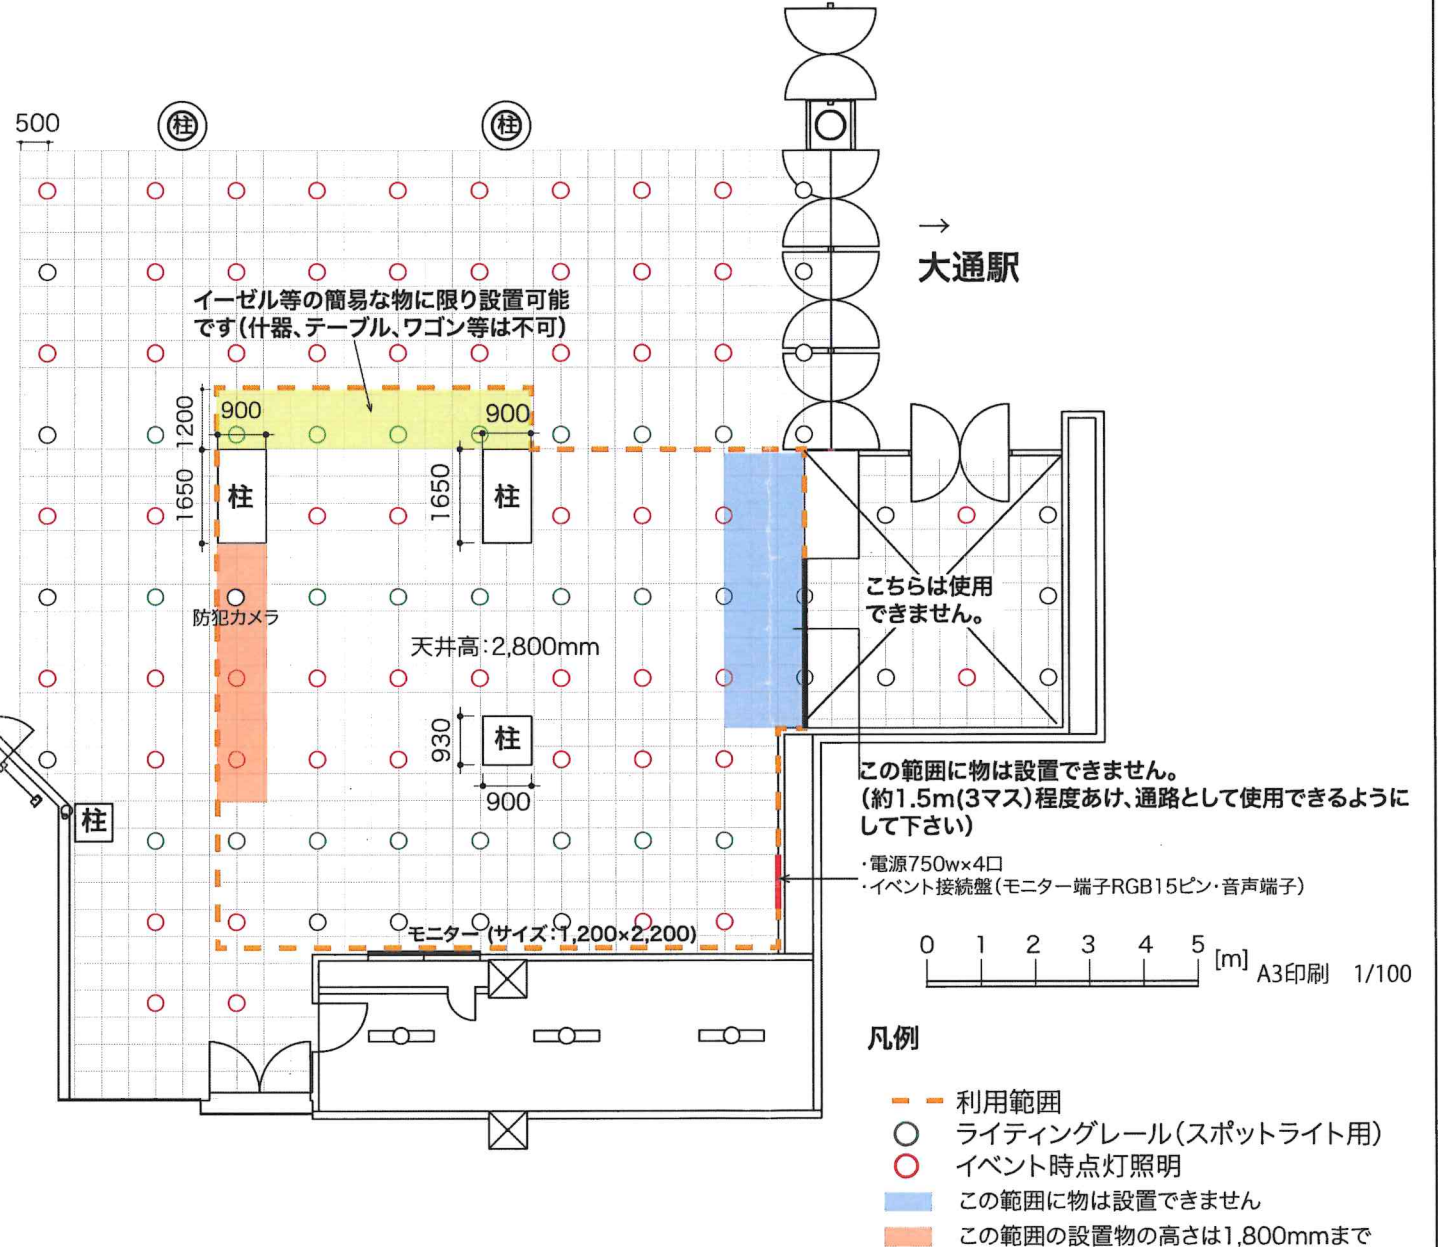 500
柱
柱
→
大通駅
イーゼル等の簡易な物に限り設置可能
です(什器、テーブル、ワゴン等は不可)
1200
900
900
1650
柱
1650
柱
防犯カメラ
天井高:2,800mm
こちらは使用
できません。
930
柱
900
柱
この範囲に物は設置できません。
(約1.5m(3マス)程度あけ、通路として使用できるように
して下さい)
・電源750w×4口
・イベント接続盤(モニター端子RGB15ピン・音声端子)
モニター (サイズ:1,200×2,200)
0 1 2 3 4 5 [m] A3印刷 1/100
凡例
利用範囲
ライティングレール(スポットライト用)
イベント時点灯照明
この範囲に物は設置できません
この範囲の設置物の高さは1,800mmまで